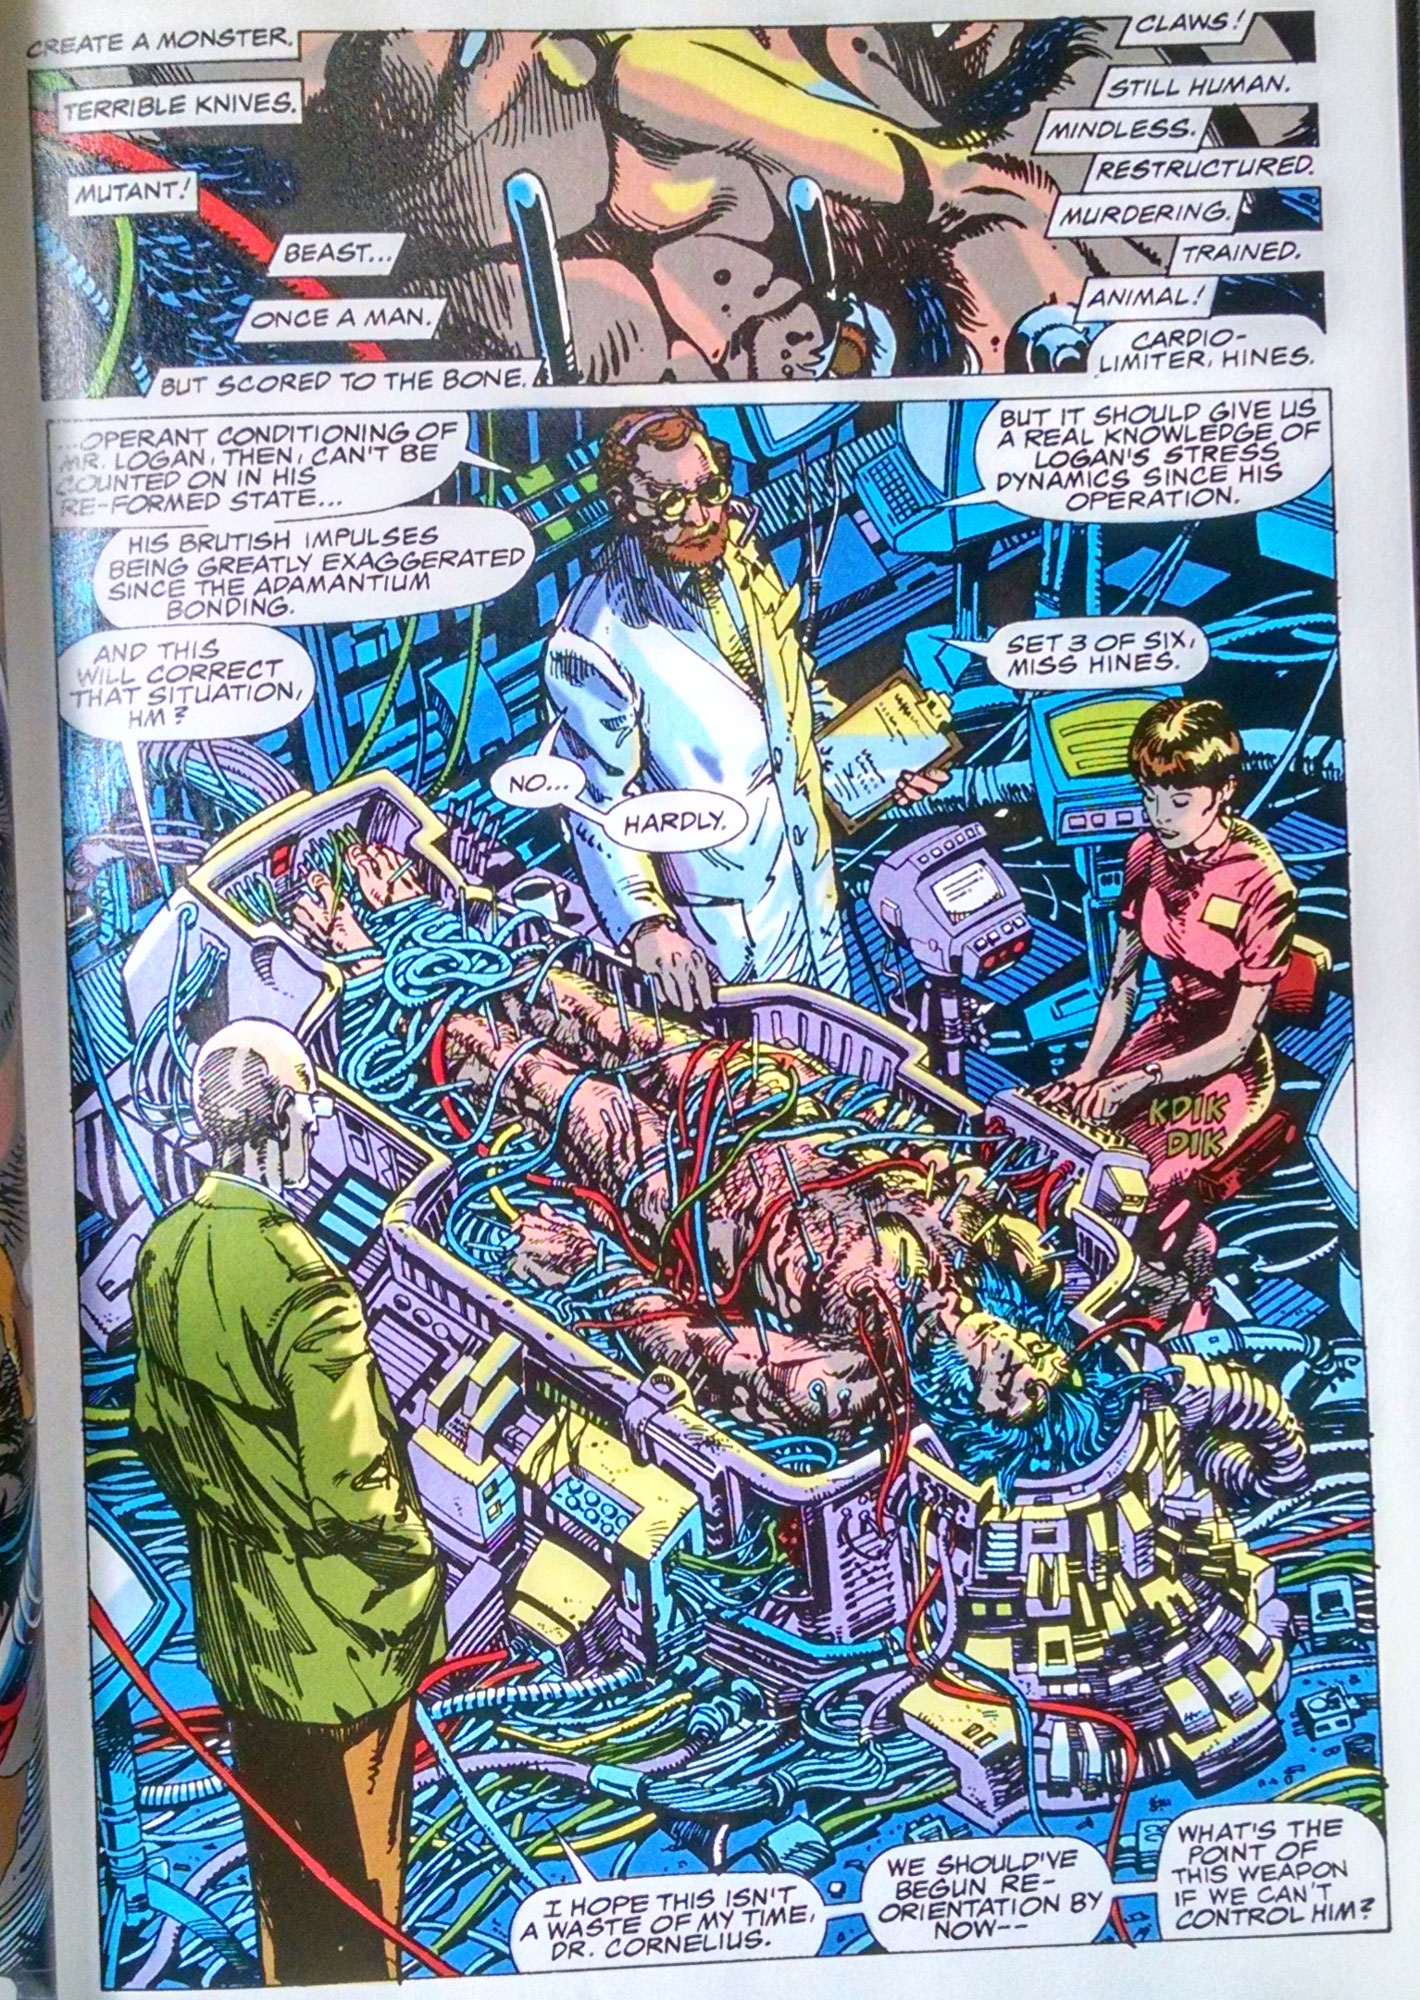 CREATE A MONSTER.
TERRIBLE KNIVES.
MUTANT!
BEAST...
ONCE A MAN.
BUT SCORED TO THE BONE.
CLAWS!
STILL HUMAN.
MINDLESS.
RESTRUCTURED.
MURDERING.
TRAINED.
ANIMAL!
CARDIO-
LIMITER, HINES.
...OPERANT CONDITIONING OF
MR. LOGAN, THEN, CAN'T BE
COUNTED ON IN HIS
RE-FORMED STATE...
HIS BRUTISH IMPULSES
BEING GREATLY EXAGGERATED
SINCE THE ADAMANTIUM
BONDING.
AND THIS
WILL CORRECT
THAT SITUATION,
HM?
NO...
HARDLY.
BUT IT SHOULD GIVE US
A REAL KNOWLEDGE OF
LOGAN'S STRESS
DYNAMICS SINCE HIS
OPERATION.
SET 3 OF SIX,
MISS HINES.
KDIK
DIK
I HOPE THIS ISN'T
A WASTE OF MY TIME,
DR. CORNELIUS.
WE SHOULD'VE
BEGUN RE-
ORIENTATION BY
NOW--
WHAT'S THE
POINT OF
THIS WEAPON
IF WE CAN'T
CONTROL HIM?